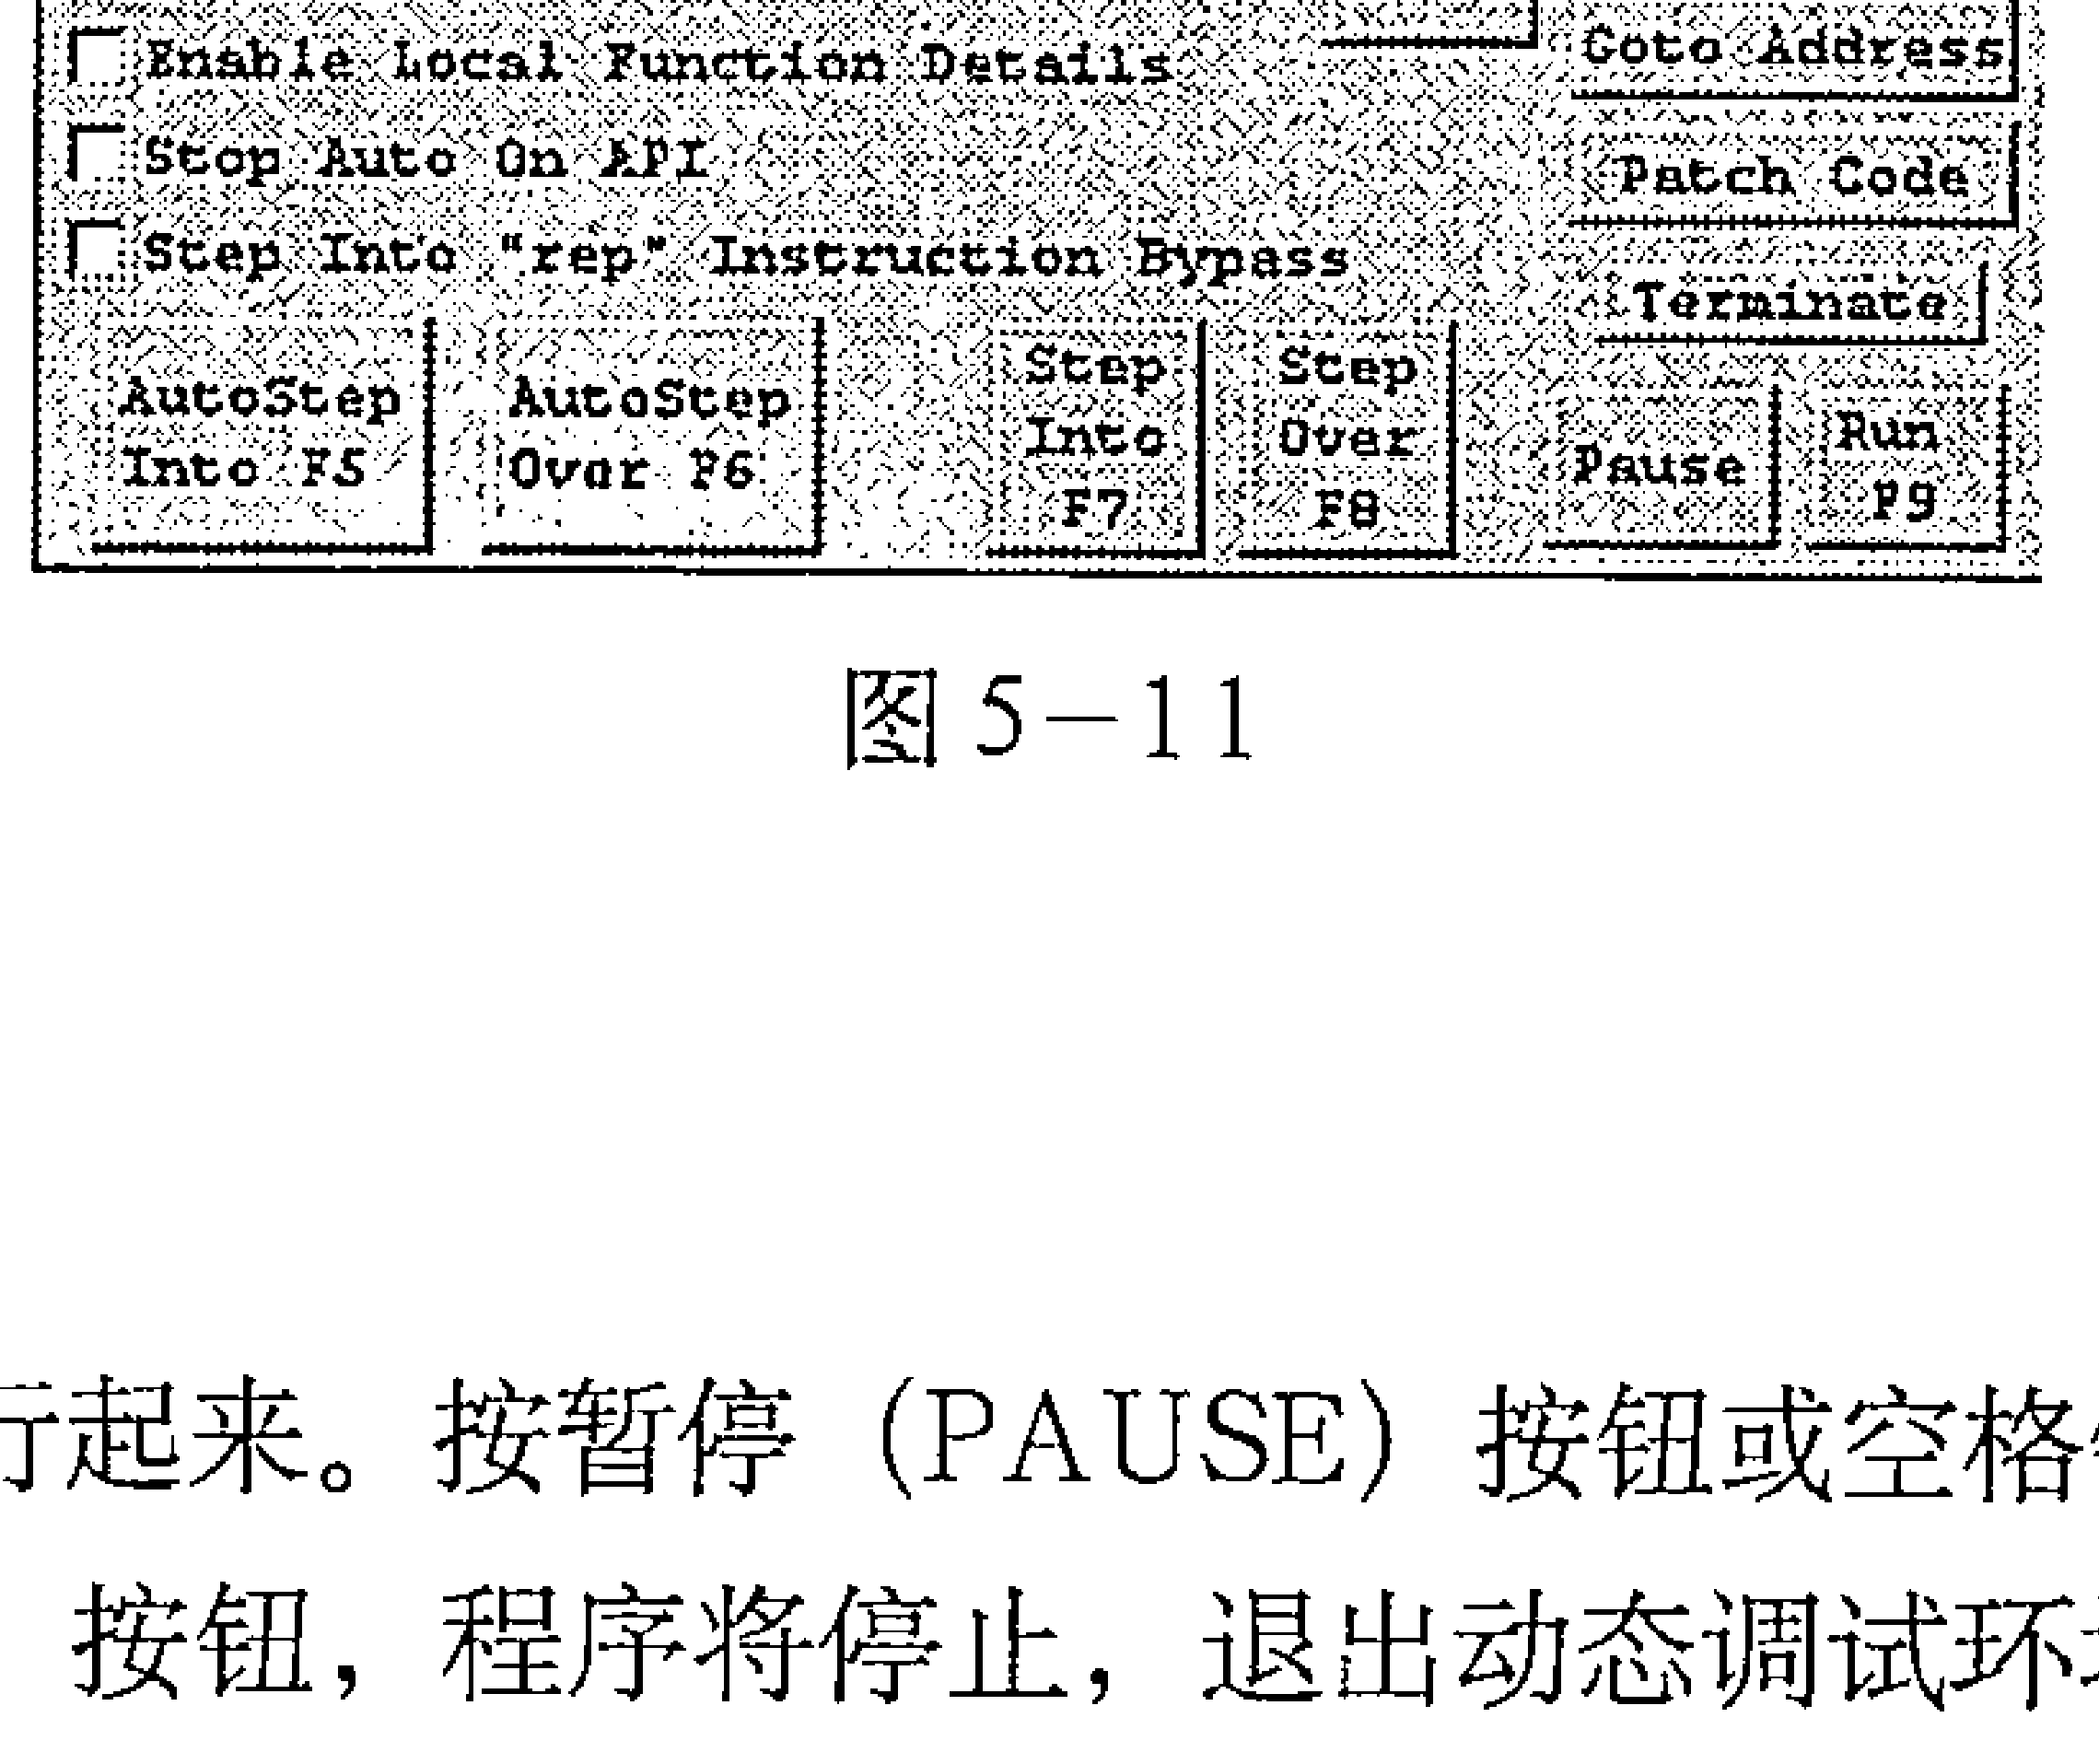 Enable Local Function Details
Goto Address
Stop Auto On API
Patch Code
Step Into "rep" Instruction Bypass
Terminate
AutoStep
Into F5
AutoStep
Over F6
Step
Into
F7
Step
Over
F8
Pause
Run
F9
图 5－11
行起来。按暂停（PAUSE）按钮或空格
按钮，程序将停止，退出动态调试环